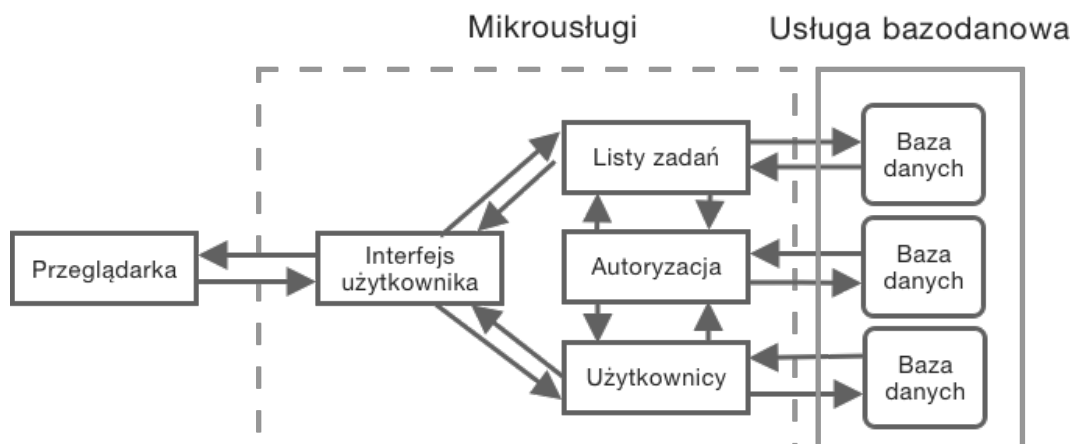 Mikrousługi
Usługa bazodanowa
Przeglądarka
Interfejs
użytkownika
Listy zadań
Autoryzacja
Użytkownicy
Baza
danych
Baza
danych
Baza
danych